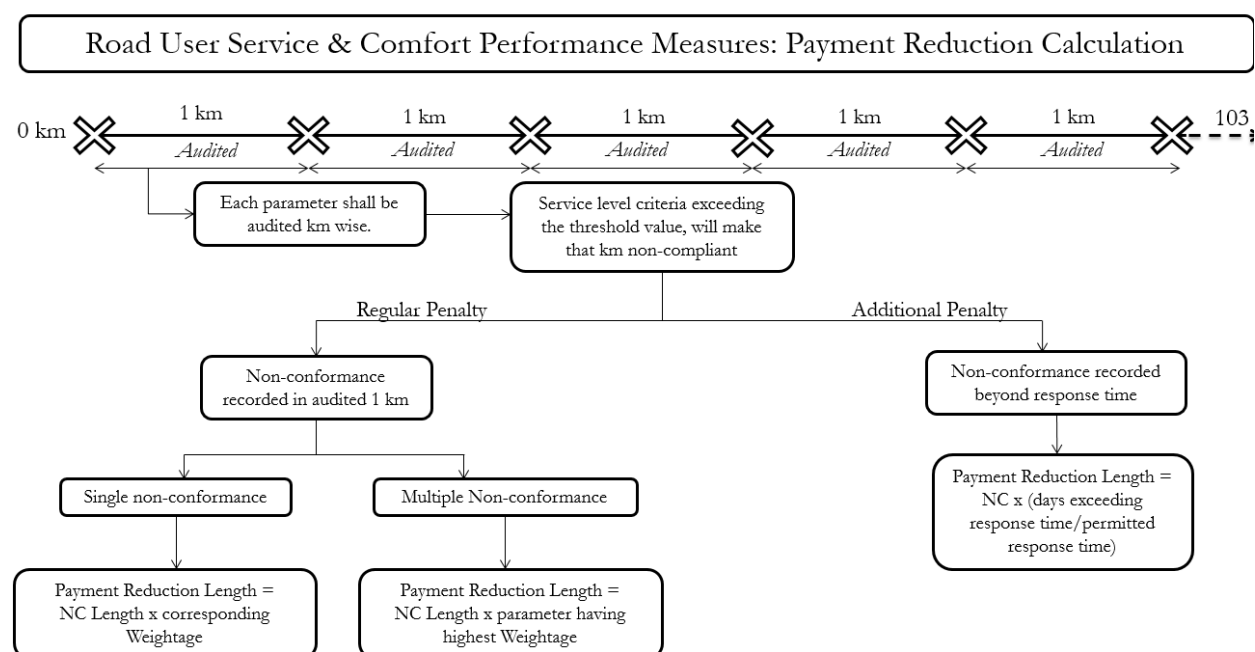 Road User Service & Comfort Performance Measures: Payment Reduction Calculation
0 km
1 km
1 km
1 km
1 km
1 km
103
Audited
Audited
Audited
Audited
Audited
Each parameter shall be
audited km wise.
Service level criteria exceeding
the threshold value, will make
that km non-compliant
Regular Penalty
Additional Penalty
Non-conformance
recorded in audited 1 km
Non-conformance recorded
beyond response time
Single non-conformance
Multiple Non-conformance
Payment Reduction Length =
NC x (days exceeding
response time/permitted
response time)
Payment Reduction Length =
NC Length x corresponding
Weightage
Payment Reduction Length =
NC Length x parameter having
highest Weightage